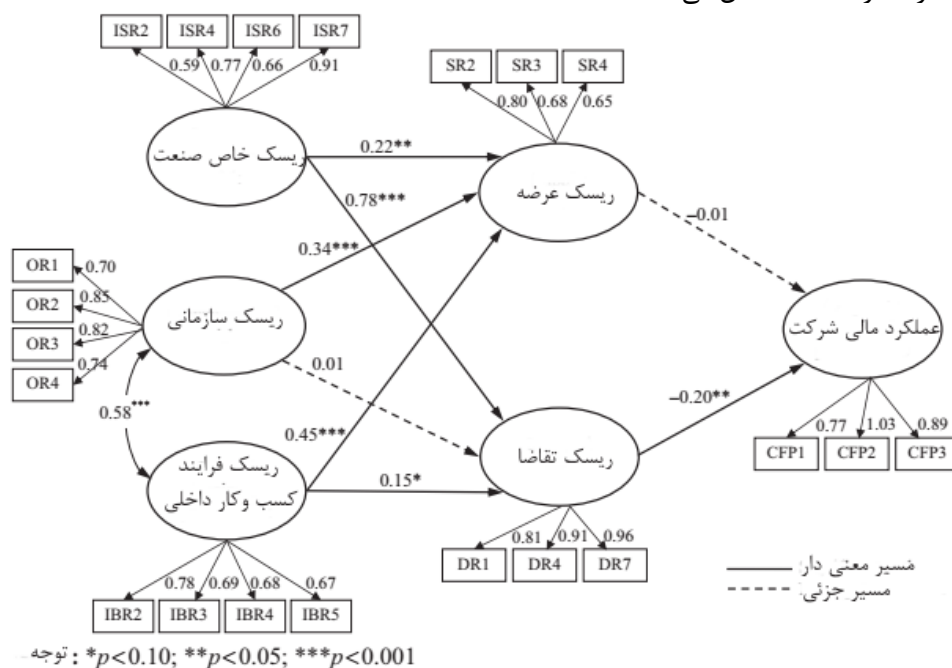 ISR2 ISR4 ISR6 ISR7
0.59 0.77 0.66 0.91
SR2 SR3 SR4
0.80 0.68 0.65
ریسک خاص صنعت
0.22**
ریسک عرضه
0.78***
-0.01
0.34***
OR1
0.70
OR2
0.85
OR3
0.82
OR4
0.74
ریسک سازمانی
0.01
عملکرد مالی شرکت
0.58***
-0.20**
0.77 1.03 0.89
CFP1 CFP2 CFP3
0.45***
ریسک فرایند
کسب وکار داخلی
0.15*
ریسک تقاضا
0.81 0.91 0.96
DR1 DR4 DR7
0.78 0.69 0.68 0.67
IBR2 IBR3 IBR4 IBR5
مسیر معنی دار:
مسیر جزئی:
توجه : *p<0.10; **p<0.05; ***p<0.001